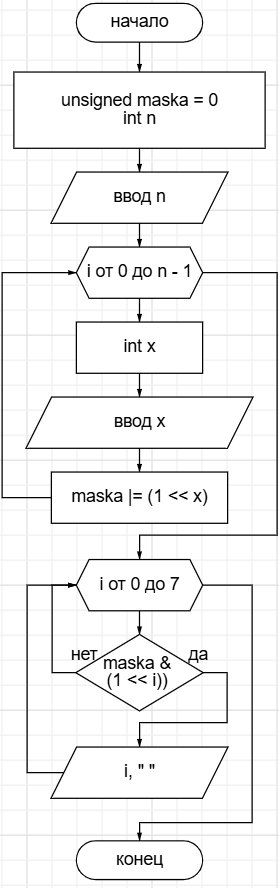 начало
unsigned maska = 0
int n
ввод n
i от 0 до n - 1
int x
ввод x
maska |= (1 << x)
i от 0 до 7
нет
да
maska &
(1 << i))
i, " "
конец